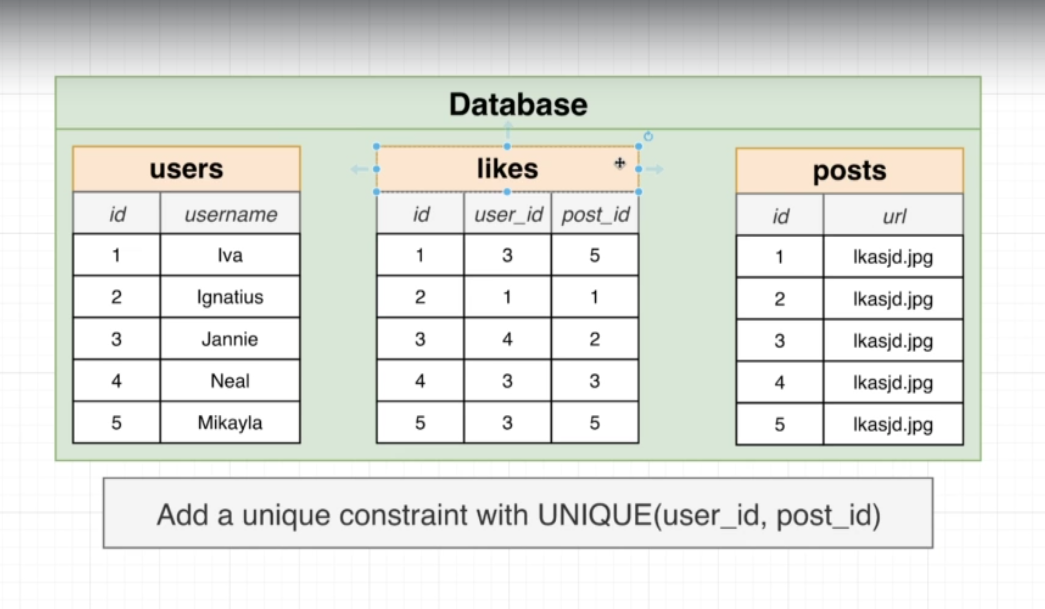 Database
users
id username
1 Iva
2 Ignatius
3 Jannie
4 Neal
5 Mikayla
likes
id user_id post_id
1 3 5
2 1 1
3 4 2
4 3 3
5 3 5
posts
id url
1 lkasjd.jpg
2 lkasjd.jpg
3 lkasjd.jpg
4 lkasjd.jpg
5 lkasjd.jpg
Add a unique constraint with UNIQUE(user_id, post_id)